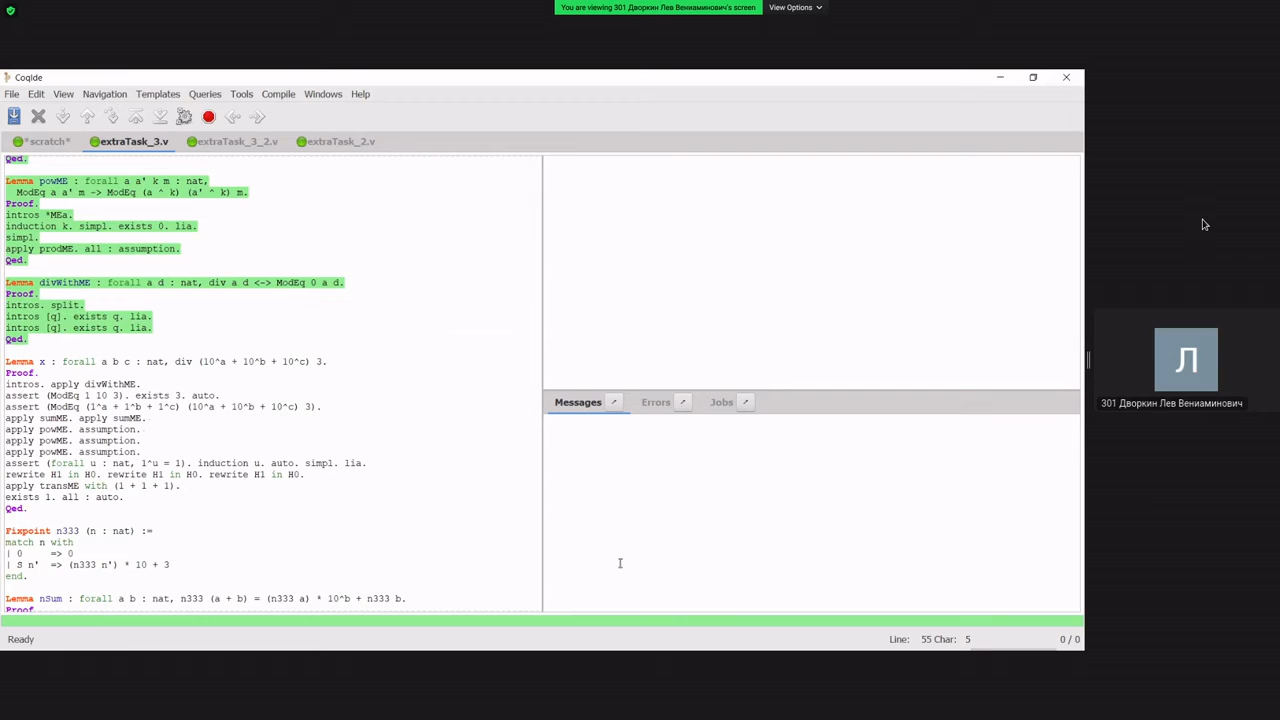 You are viewing 301 Дворкин Лев Вениаминович's screen
View Options
CoqIde
File Edit View Navigation Templates Queries Tools Compile Windows Help
*scratch* extraTask_3.v extraTask_3_2.v extraTask_2.v
Qed.
Lemma powME : forall a a' k m : nat,
ModEq a a' m -> ModEq (a ^ k) (a' ^ k) m.
Proof.
intros *MEa.
induction k. simpl. exists 0. lia.
simpl.
apply prodME. all : assumption.
Qed.
Lemma divWithME : forall a d : nat, div a d <-> ModEq 0 a d.
Proof.
intros. split.
intros [q]. exists q. lia.
intros [q]. exists q. lia.
Qed.
Lemma x : forall a b c : nat, div (10^a + 10^b + 10^c) 3.
Proof.
intros. apply divWithME.
assert (ModEq 1 10 3). exists 3. auto.
assert (ModEq (1^a + 1^b + 1^c) (10^a + 10^b + 10^c) 3).
apply sumME. apply sumME.
apply powME. assumption.
apply powME. assumption.
apply powME. assumption.
assert (forall u : nat, 1^u = 1). induction u. auto. simpl. lia.
rewrite H1 in H0. rewrite H1 in H0. rewrite H1 in H0.
apply transME with (1 + 1 + 1).
exists 1. all : auto.
Qed.
Fixpoint n333 (n : nat) :=
match n with
| 0 => 0
| S n' => (n333 n') * 10 + 3
end.
Lemma nSum : forall a b : nat, n333 (a + b) = (n333 a) * 10^b + n333 b.
Proof.
Messages Errors Jobs
Ready
Line: 55 Char: 5
0 / 0
Л
301 Дворкин Лев Вениаминович